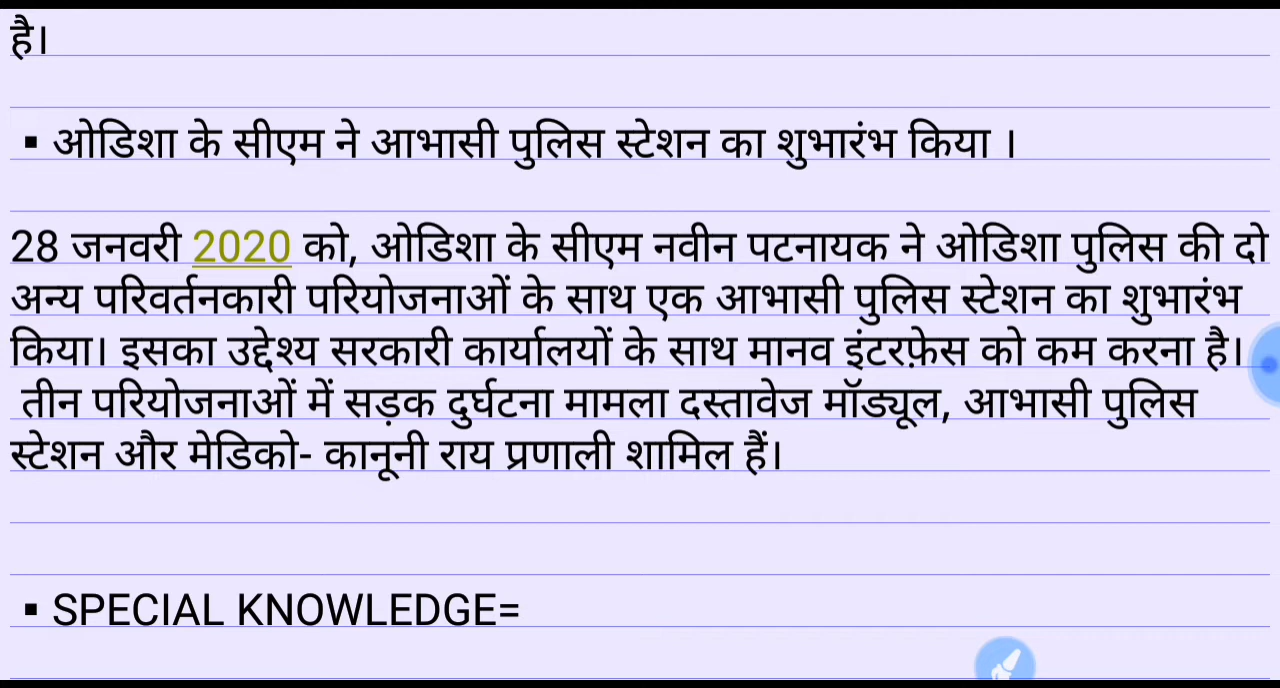 है।
▪ ओडिशा के सीएम ने आभासी पुलिस स्टेशन का शुभारंभ किया ।
28 जनवरी 2020 को, ओडिशा के सीएम नवीन पटनायक ने ओडिशा पुलिस की दो
अन्य परिवर्तनकारी परियोजनाओं के साथ एक आभासी पुलिस स्टेशन का शुभारंभ
किया। इसका उद्देश्य सरकारी कार्यालयों के साथ मानव इंटरफ़ेस को कम करना है।
तीन परियोजनाओं में सड़क दुर्घटना मामला दस्तावेज मॉड्यूल, आभासी पुलिस
स्टेशन और मेडिको- कानूनी राय प्रणाली शामिल हैं।
▪ SPECIAL KNOWLEDGE=